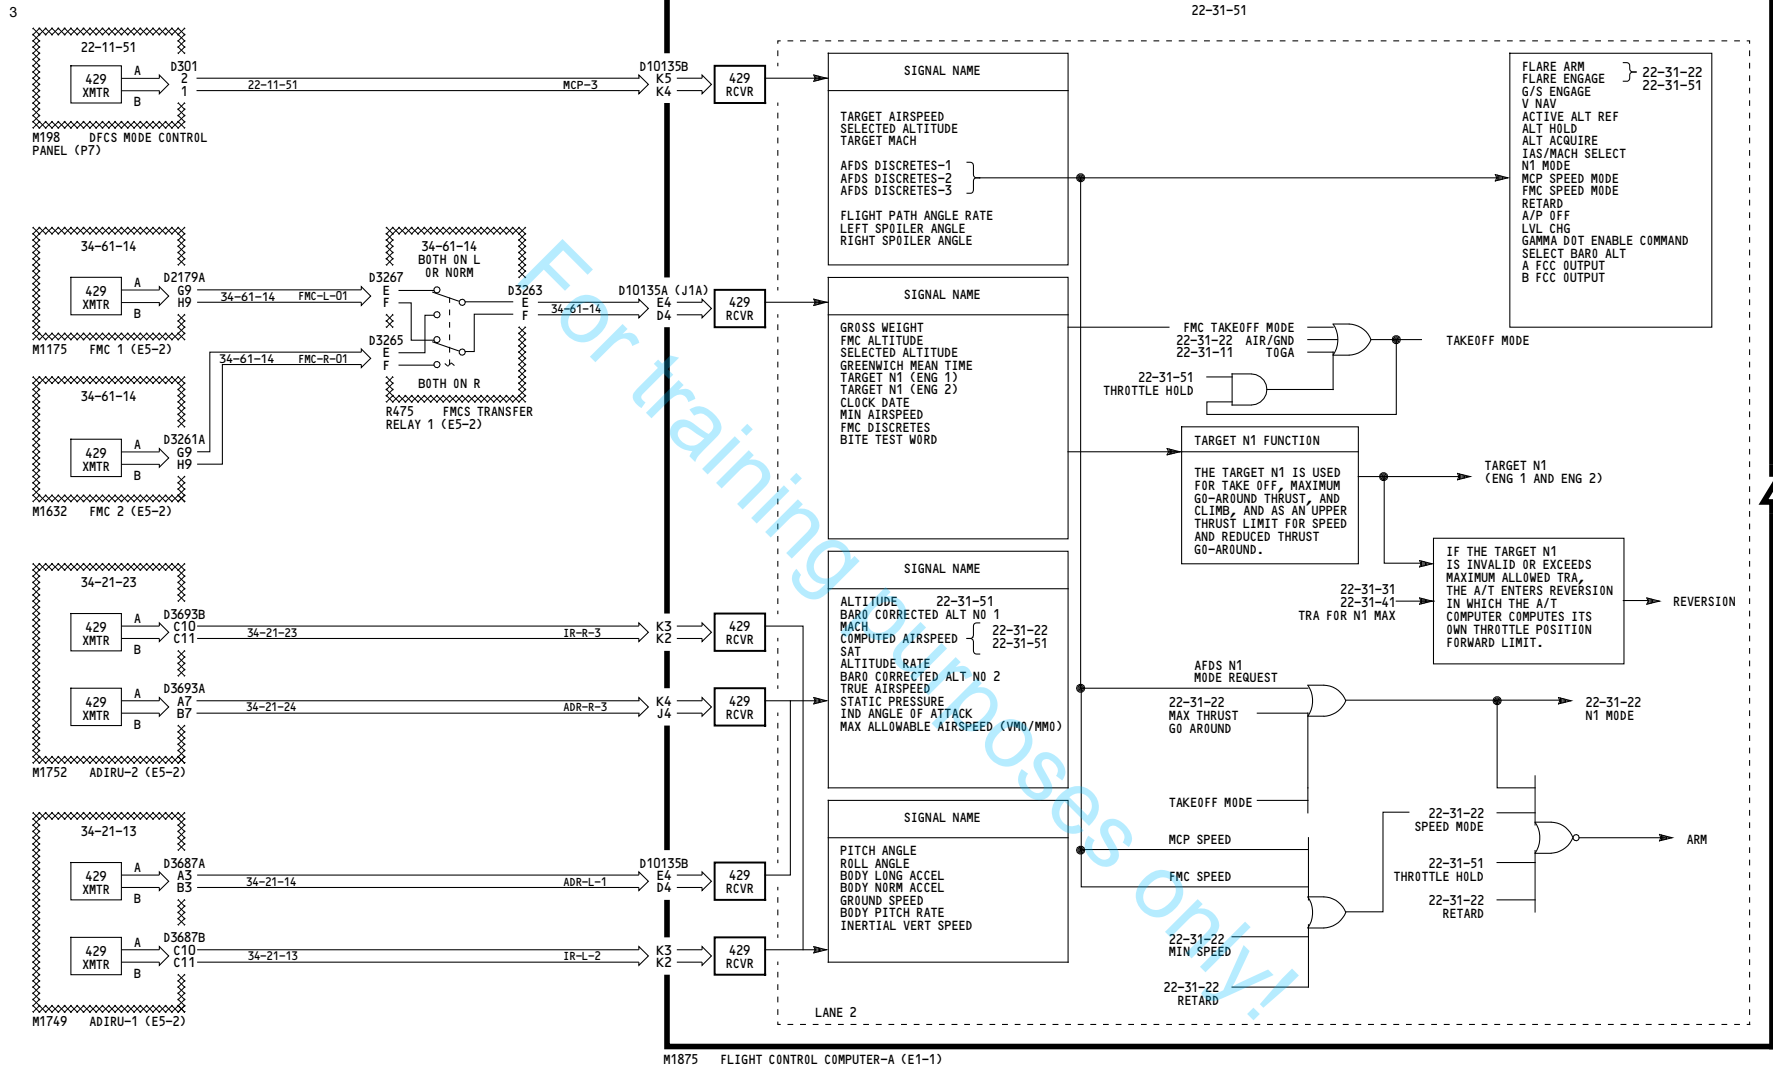 3
22-31-51
22-11-51
429
XMTR
A
B
D301
2
1
22-11-51
MCP-3
D10135B
K5
K4
429
RCVR
M198 DFCS MODE CONTROL
PANEL (P7)
SIGNAL NAME
TARGET AIRSPEED
SELECTED ALTITUDE
TARGET MACH
AFDS DISCRETES-1
AFDS DISCRETES-2
AFDS DISCRETES-3
FLIGHT PATH ANGLE RATE
LEFT SPOILER ANGLE
RIGHT SPOILER ANGLE
FLARE ARM
FLARE ENGAGE
22-31-22
22-31-51
G/S ENGAGE
V NAV
ACTIVE ALT REF
ALT HOLD
ALT ACQUIRE
IAS/MACH SELECT
N1 MODE
MCP SPEED MODE
FMC SPEED MODE
RETARD
A/P OFF
LVL CHG
GAMMA DOT ENABLE COMMAND
SELECT BARO ALT
A FCC OUTPUT
B FCC OUTPUT
34-61-14
429
XMTR
A
B
D2179A
G9
H9
34-61-14
FMC-L-01
M1175 FMC 1 (E5-2)
34-61-14
BOTH ON L
OR NORM
D3267
E
F
D3265
E
F
D3263
E
F
BOTH ON R
R475 FMCS TRANSFER
RELAY 1 (E5-2)
34-61-14
FMC-R-01
34-61-14
D10135A (J1A)
E4
D4
429
RCVR
34-61-14
429
XMTR
A
B
D3261A
G9
H9
M1632 FMC 2 (E5-2)
SIGNAL NAME
GROSS WEIGHT
FMC ALTITUDE
SELECTED ALTITUDE
GREENWICH MEAN TIME
TARGET N1 (ENG 1)
TARGET N1 (ENG 2)
CLOCK DATE
MIN AIRSPEED
FMC DISCRETES
BITE TEST WORD
FMC TAKEOFF MODE
22-31-22 AIR/GND
22-31-11 TOGA
TAKEOFF MODE
22-31-51
THROTTLE HOLD
TARGET N1 FUNCTION
THE TARGET N1 IS USED
FOR TAKE OFF, MAXIMUM
GO-AROUND THRUST, AND
CLIMB, AND AS AN UPPER
THRUST LIMIT FOR SPEED
AND REDUCED THRUST
GO-AROUND.
TARGET N1
(ENG 1 AND ENG 2)
IF THE TARGET N1
IS INVALID OR EXCEEDS
MAXIMUM ALLOWED TRA,
THE A/T ENTERS REVERSION
IN WHICH THE A/T
COMPUTER COMPUTES ITS
OWN THROTTLE POSITION
FORWARD LIMIT.
22-31-31
22-31-41
TRA FOR N1 MAX
REVERSION
34-21-23
429
XMTR
A
B
D3693B
C10
C11
34-21-23
IR-R-3
K3
K2
429
RCVR
429
XMTR
A
B
D3693A
A7
B7
34-21-24
ADR-R-3
K4
J4
429
RCVR
M1752 ADIRU-2 (E5-2)
SIGNAL NAME
ALTITUDE 22-31-51
BARO CORRECTED ALT NO 1
MACH
COMPUTED AIRSPEED
SAT
22-31-22
22-31-51
ALTITUDE RATE
BARO CORRECTED ALT NO 2
TRUE AIRSPEED
STATIC PRESSURE
IND ANGLE OF ATTACK
MAX ALLOWABLE AIRSPEED (VMO/MMO)
AFDS N1
MODE REQUEST
22-31-22
MAX THRUST
GO AROUND
TAKEOFF MODE
22-31-22
N1 MODE
34-21-13
429
XMTR
A
B
D3687A
A3
B3
34-21-14
ADR-L-1
D10135B
E4
D4
429
RCVR
429
XMTR
A
B
D3687B
C10
C11
34-21-13
IR-L-2
K3
K2
429
RCVR
M1749 ADIRU-1 (E5-2)
SIGNAL NAME
PITCH ANGLE
ROLL ANGLE
BODY LONG ACCEL
BODY NORM ACCEL
GROUND SPEED
BODY PITCH RATE
INERTIAL VERT SPEED
MCP SPEED
FMC SPEED
22-31-22
MIN SPEED
22-31-22
RETARD
22-31-22
SPEED MODE
22-31-51
THROTTLE HOLD
22-31-22
RETARD
ARM
LANE 2
M1875 FLIGHT CONTROL COMPUTER-A (E1-1)
For training purposes only!